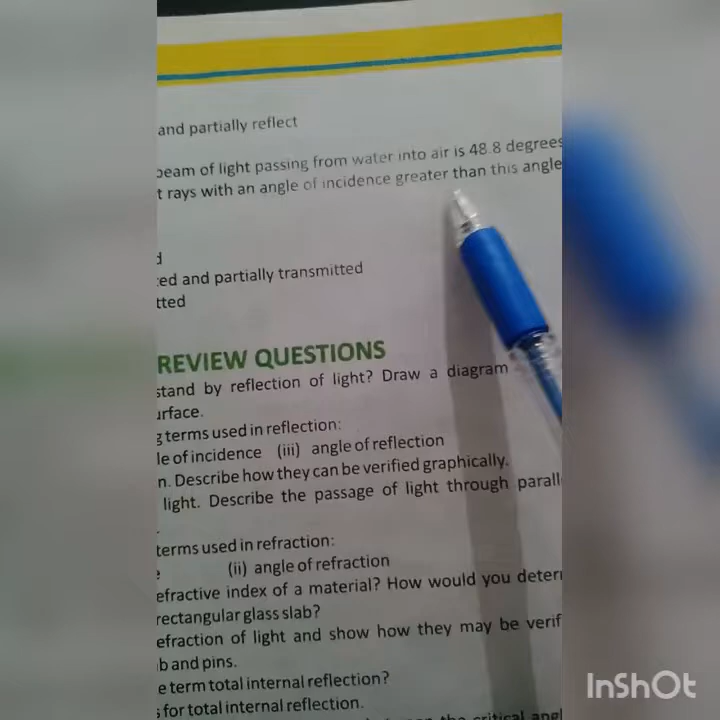 and partially reflect
beam of light passing from water into air is 48.8 degrees
t rays with an angle of incidence greater than this angle
d
ed and partially transmitted
tted
REVIEW QUESTIONS
stand by reflection of light? Draw a diagram
urface.
g terms used in reflection:
le of incidence (iii) angle of reflection
n. Describe how they can be verified graphically.
light. Describe the passage of light through parall
.
terms used in refraction:
e (ii) angle of refraction
efractive index of a material? How would you deter
rectangular glass slab?
efraction of light and show how they may be verif
b and pins.
e term total internal reflection?
s for total internal reflection.
the critical angl
InShOt